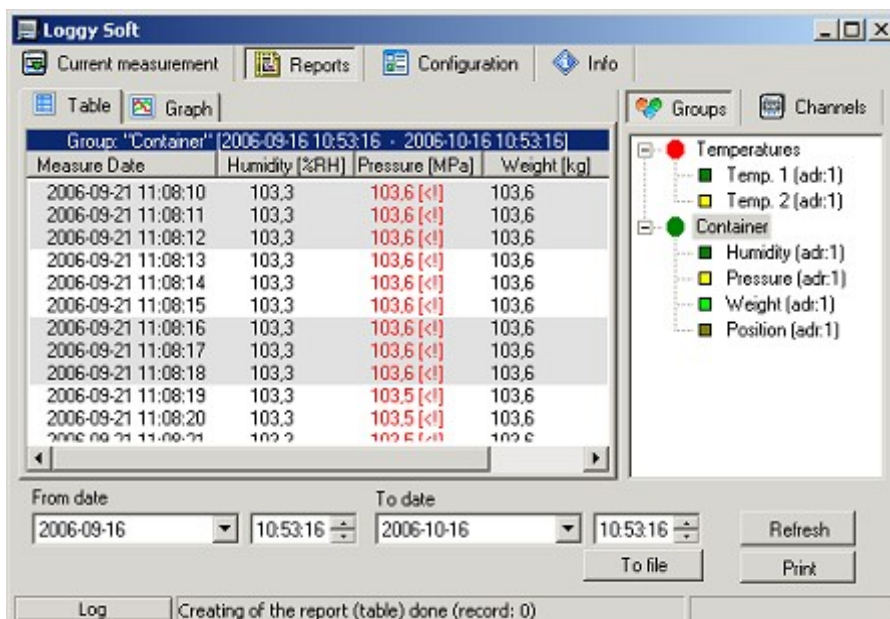 Loggy Soft
Current measurement Reports Configuration Info
Table Graph Groups Channels
Group: "Container" [2006-09-16 10:53:16 - 2006-10-16 10:53:16]
Measure Date Humidity [%RH] Pressure [MPa] Weight [kg]
2006-09-21 11:08:10 103,3 103,6 [<!] 103,6
2006-09-21 11:08:11 103,3 103,6 [<!] 103,6
2006-09-21 11:08:12 103,3 103,6 [<!] 103,6
2006-09-21 11:08:13 103,3 103,6 [<!] 103,6
2006-09-21 11:08:14 103,3 103,6 [<!] 103,6
2006-09-21 11:08:15 103,3 103,6 [<!] 103,6
2006-09-21 11:08:16 103,3 103,6 [<!] 103,6
2006-09-21 11:08:17 103,3 103,6 [<!] 103,6
2006-09-21 11:08:18 103,3 103,6 [<!] 103,6
2006-09-21 11:08:19 103,3 103,5 [<!] 103,6
2006-09-21 11:08:20 103,3 103,5 [<!] 103,6
Temperatures
Temp. 1 (adr:1)
Temp. 2 (adr:1)
Container
Humidity (adr:1)
Pressure (adr:1)
Weight (adr:1)
Position (adr:1)
From date To date
2006-09-16 10:53:16 2006-10-16 10:53:16 Refresh
To file Print
Log Creating of the report (table) done (record: 0)